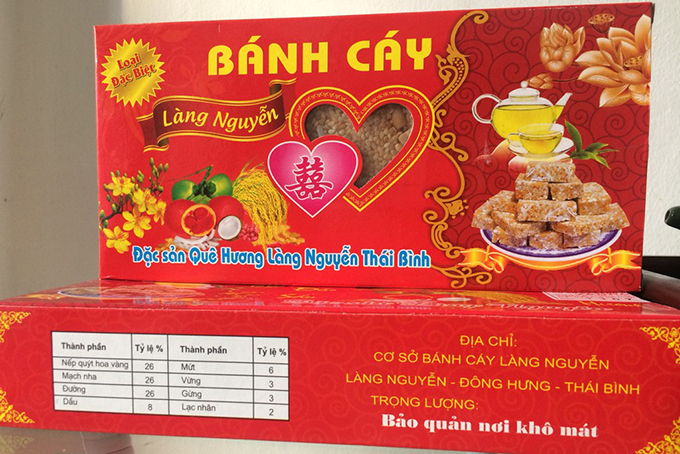 BÁNH CÁY
Loại
Đặc Biệt
Làng Nguyễn
囍
Đặc sản Quê Hương Làng Nguyễn Thái Bình
Thành phần Tỷ lệ % Thành phần Tỷ lệ %
Nếp quýt hoa vàng 26 Mứt 6
Mạch nha 26 Vừng 3
Đường 26 Gừng 3
Dầu 8 Lạc nhân 2
ĐỊA CHỈ:
CƠ SỞ BÁNH CÁY LÀNG NGUYỄN
LÀNG NGUYỄN - ĐÔNG HƯNG - THÁI BÌNH
TRỌNG LƯỢNG:
Bảo quản nơi khô mát